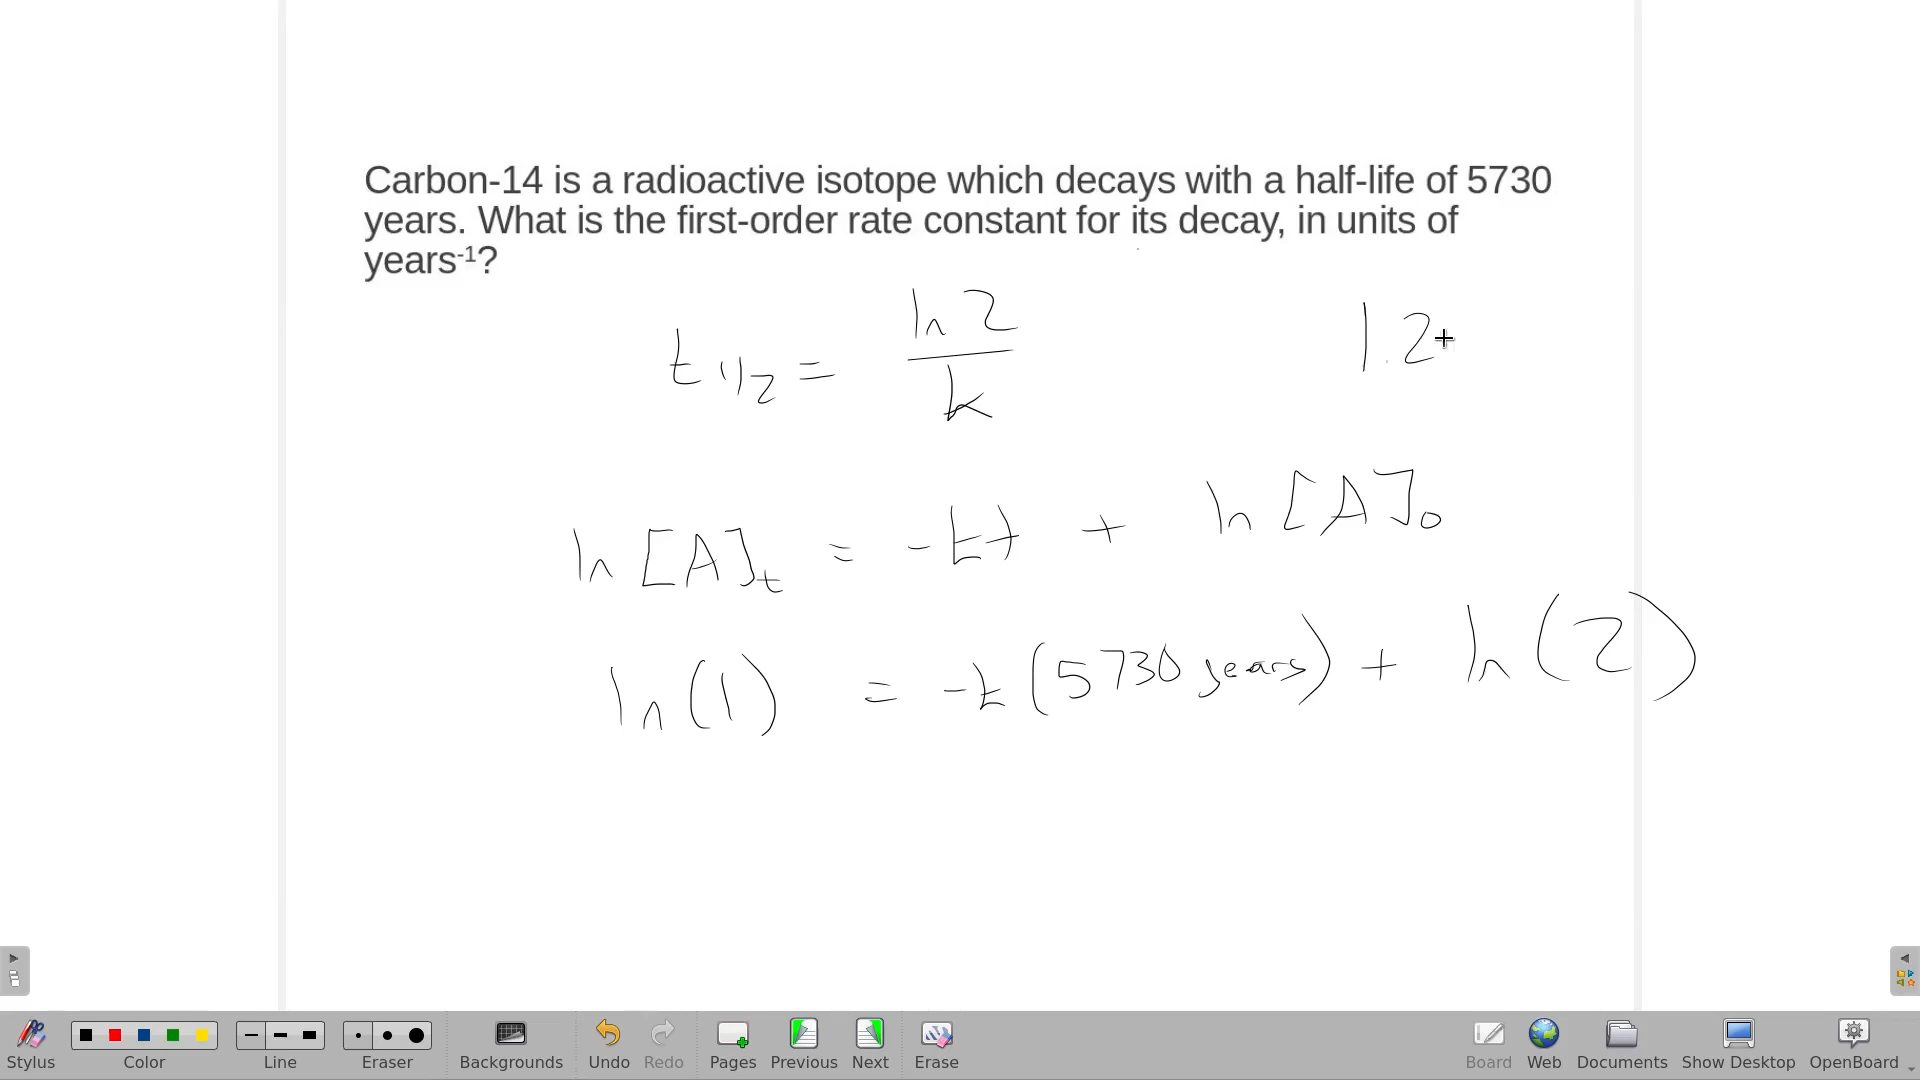 Carbon-14 is a radioactive isotope which decays with a half-life of 5730
years. What is the first-order rate constant for its decay, in units of
years⁻¹?
t 1/2 = ln 2 / k
1.2
ln [A]t = -kt + ln [A]₀
ln(1) = -k (5730 years) + ln(2)
Stylus Color Line Eraser Backgrounds Undo Redo Pages Previous Next Erase Board Web Documents Show Desktop OpenBoard